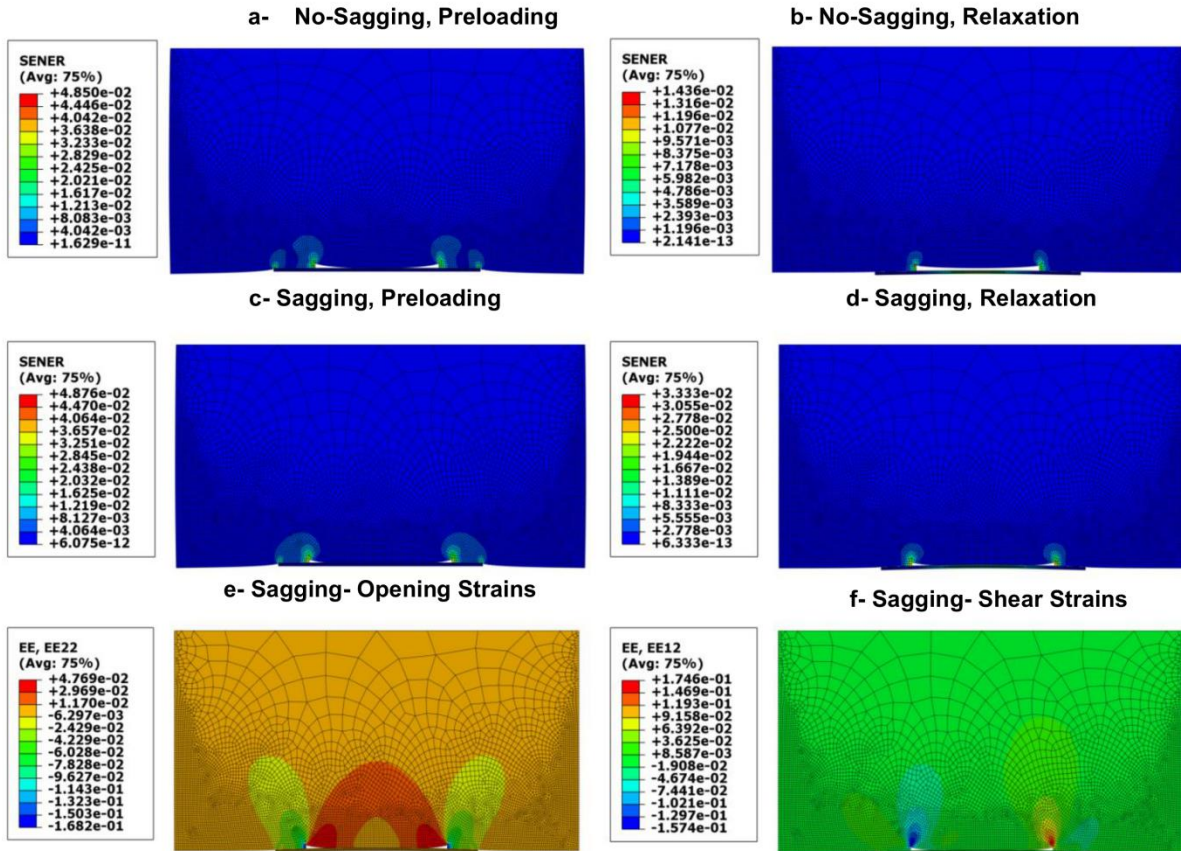 a- No-Sagging, Preloading
b- No-Sagging, Relaxation
SENER
(Avg: 75%)
+4.850e-02
+4.446e-02
+4.042e-02
+3.638e-02
+3.233e-02
+2.829e-02
+2.425e-02
+2.021e-02
+1.617e-02
+1.213e-02
+8.083e-03
+4.042e-03
+1.629e-11
SENER
(Avg: 75%)
+1.436e-02
+1.316e-02
+1.196e-02
+1.077e-02
+9.571e-03
+8.375e-03
+7.178e-03
+5.982e-03
+4.786e-03
+3.589e-03
+2.393e-03
+1.196e-03
+2.141e-13
c- Sagging, Preloading
d- Sagging, Relaxation
SENER
(Avg: 75%)
+4.876e-02
+4.470e-02
+4.064e-02
+3.657e-02
+3.251e-02
+2.845e-02
+2.438e-02
+2.032e-02
+1.625e-02
+1.219e-02
+8.127e-03
+4.064e-03
+6.075e-12
SENER
(Avg: 75%)
+3.333e-02
+3.055e-02
+2.778e-02
+2.500e-02
+2.222e-02
+1.944e-02
+1.667e-02
+1.389e-02
+1.111e-02
+8.333e-03
+5.555e-03
+2.778e-03
+6.333e-13
e- Sagging- Opening Strains
f- Sagging- Shear Strains
EE, EE22
(Avg: 75%)
+4.769e-02
+2.969e-02
+1.170e-02
-6.297e-03
-2.429e-02
-4.229e-02
-6.028e-02
-7.828e-02
-9.627e-02
-1.143e-01
-1.323e-01
-1.503e-01
-1.682e-01
EE, EE12
(Avg: 75%)
+1.746e-01
+1.469e-01
+1.193e-01
+9.158e-02
+6.392e-02
+3.625e-02
+8.587e-03
-1.908e-02
-4.674e-02
-7.441e-02
-1.021e-01
-1.297e-01
-1.574e-01